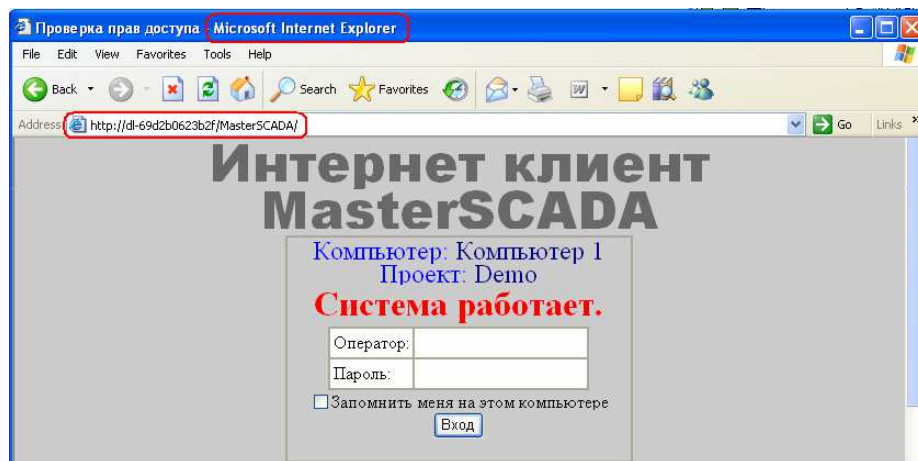 Проверка прав доступа - Microsoft Internet Explorer
File Edit View Favorites Tools Help
Back Search Favorites
Address http://dl-69d2b0623b2f/MasterSCADA/ Go Links »
Интернет клиент
MasterSCADA
Компьютер: Компьютер 1
Проект: Demo
Система работает.
Оператор:
Пароль:
Запомнить меня на этом компьютере
Вход